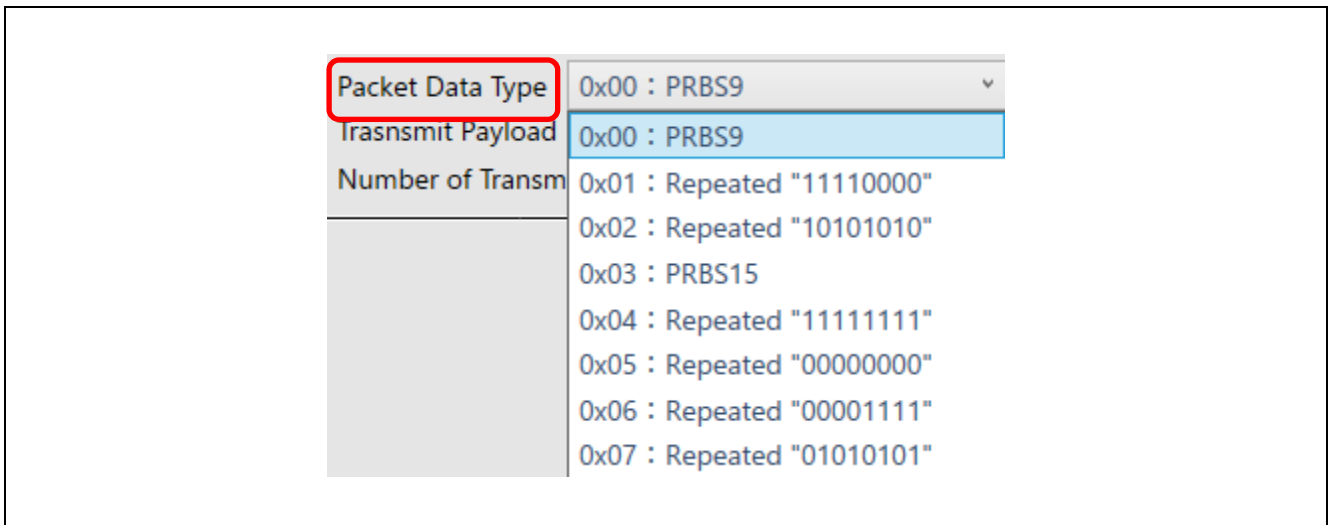 Packet Data Type 0x00：PRBS9
Trasnsmit Payload 0x00：PRBS9
Number of Transm 0x01：Repeated "11110000"
0x02：Repeated "10101010"
0x03：PRBS15
0x04：Repeated "11111111"
0x05：Repeated "00000000"
0x06：Repeated "00001111"
0x07：Repeated "01010101"